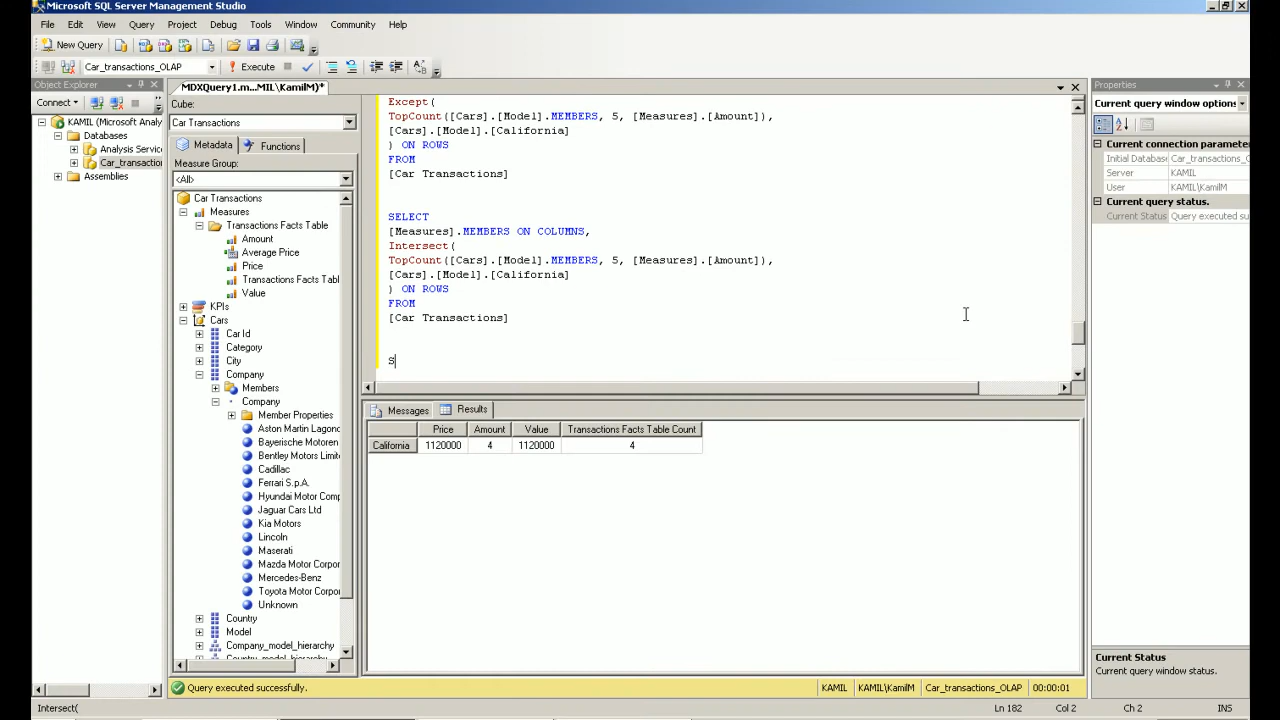 Microsoft SQL Server Management Studio
File Edit View Query Project Debug Tools Window Community Help
New Query
Car_transactions_OLAP Execute
Object Explorer
Connect
KAMIL (Microsoft Analy
Databases
Analysis Servic
Car_transactio
Assemblies
MDXQuery1.m...MIL\KamilM)*
Cube:
Car Transactions
Metadata Functions
Measure Group:
<All>
Car Transactions
Measures
Transactions Facts Table
Amount
Average Price
Price
Transactions Facts Tabl
Value
KPIs
Cars
Car Id
Category
City
Company
Members
Company
Member Properties
Aston Martin Lagond
Bayerische Motoren
Bentley Motors Limite
Cadillac
Ferrari S.p.A.
Hyundai Motor Comp
Jaguar Cars Ltd
Kia Motors
Lincoln
Maserati
Mazda Motor Corpor
Mercedes-Benz
Toyota Motor Corpor
Unknown
Country
Model
Company_model_hierarchy
Except(
TopCount([Cars].[Model].MEMBERS, 5, [Measures].[Amount]),
[Cars].[Model].[California]
) ON ROWS
FROM
[Car Transactions]
SELECT
[Measures].MEMBERS ON COLUMNS,
Intersect(
TopCount([Cars].[Model].MEMBERS, 5, [Measures].[Amount]),
[Cars].[Model].[California]
) ON ROWS
FROM
[Car Transactions]
S
Messages Results
Price Amount Value Transactions Facts Table Count
California 1120000 4 1120000 4
Properties
Current query window options
Current connection parameter
Initial Database Car_transactions_O
Server KAMIL
User KAMIL\KamilM
Current query status.
Current Status Query executed su
Current Status
Current query window status.
Query executed successfully. KAMIL KAMIL\KamilM Car_transactions_OLAP 00:00:01
Intersect( Ln 182 Col 2 Ch 2 INS